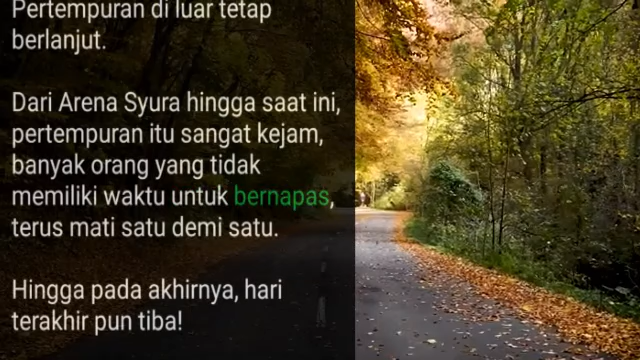 Pertempuran di luar tetap
berlanjut.
Dari Arena Syura hingga saat ini,
pertempuran itu sangat kejam,
banyak orang yang tidak
memiliki waktu untuk bernapas,
terus mati satu demi satu.
Hingga pada akhirnya, hari
terakhir pun tiba!